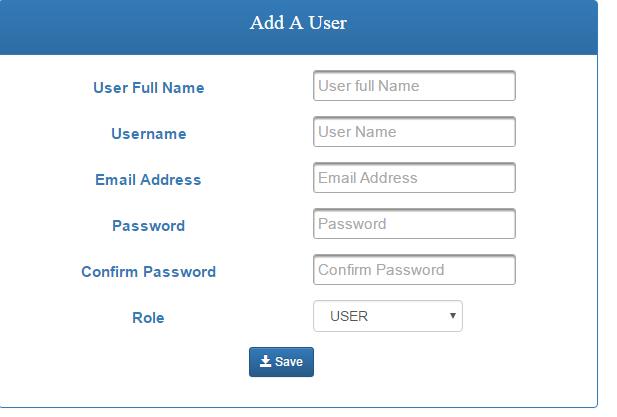 Add A User
User Full Name User full Name
Username User Name
Email Address Email Address
Password Password
Confirm Password Confirm Password
Role USER
Save